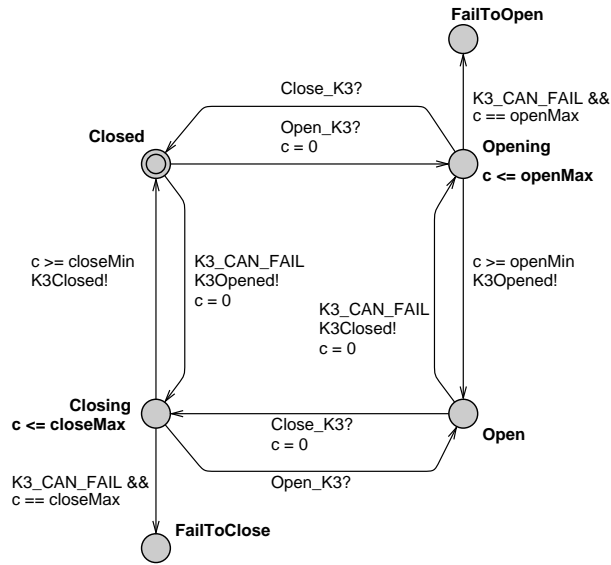 FailToOpen
Close_K3?
K3_CAN_FAIL &&
c == openMax
Closed
Open_K3?
c = 0
Opening
c <= openMax
c >= closeMin
K3Closed!
K3_CAN_FAIL
K3Opened!
c = 0
K3_CAN_FAIL
K3Closed!
c = 0
c >= openMin
K3Opened!
Closing
c <= closeMax
Close_K3?
c = 0
Open
K3_CAN_FAIL &&
c == closeMax
Open_K3?
FailToClose